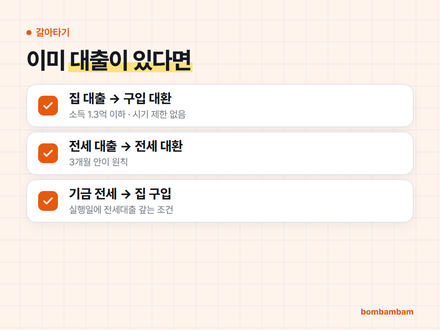 갈아타기
이미 대출이 있다면
집 대출 → 구입 대환
소득 1.3억 이하 · 시기 제한 없음
전세 대출 → 전세 대환
3개월 안이 원칙
기금 전세 → 집 구입
실행일에 전세대출 갚는 조건
bombambam